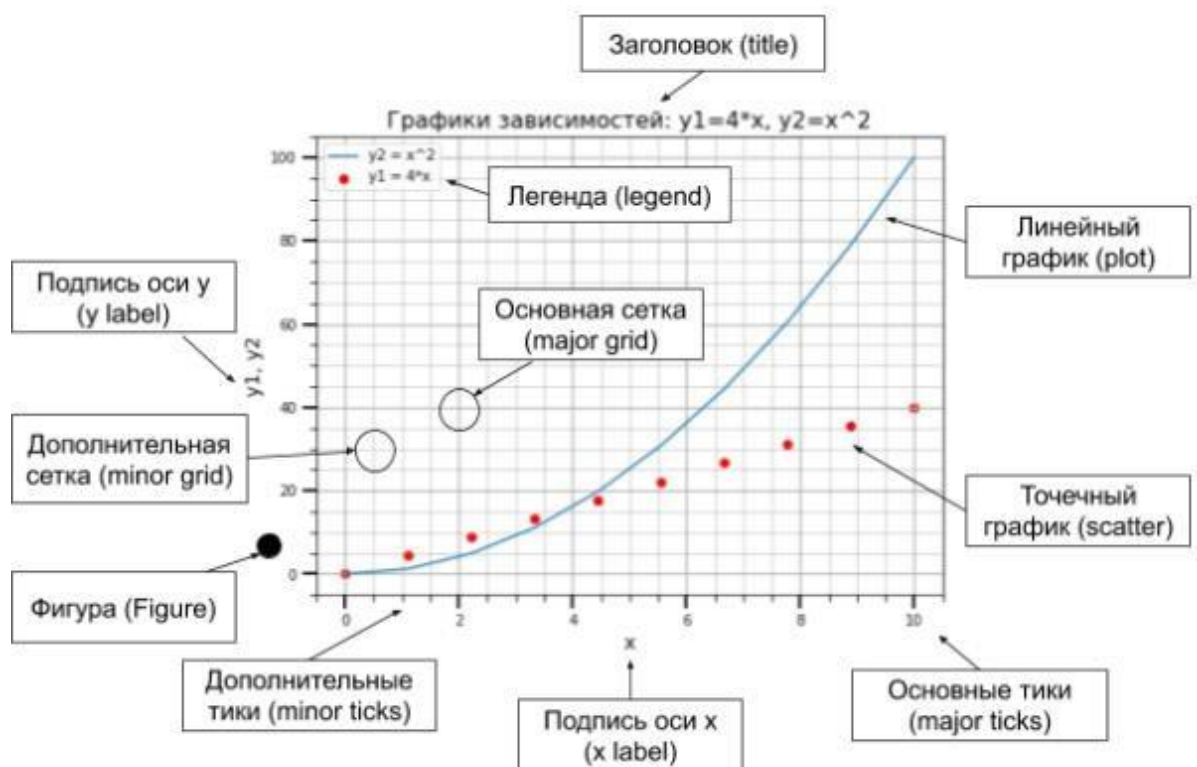 Заголовок (title)
Графики зависимостей: y1=4*x, y2=x^2
100
80
60
40
20
0
y2 = x^2
y1 = 4*x
Легенда (legend)
Линейный
график (plot)
Подпись оси y
(y label)
Основная сетка
(major grid)
y1, y2
Дополнительная
сетка (minor grid)
Точечный
график (scatter)
Фигура (Figure)
0 2 4 6 8 10
x
Дополнительные
тики (minor ticks)
Основные тики
(major ticks)
Подпись оси x
(x label)